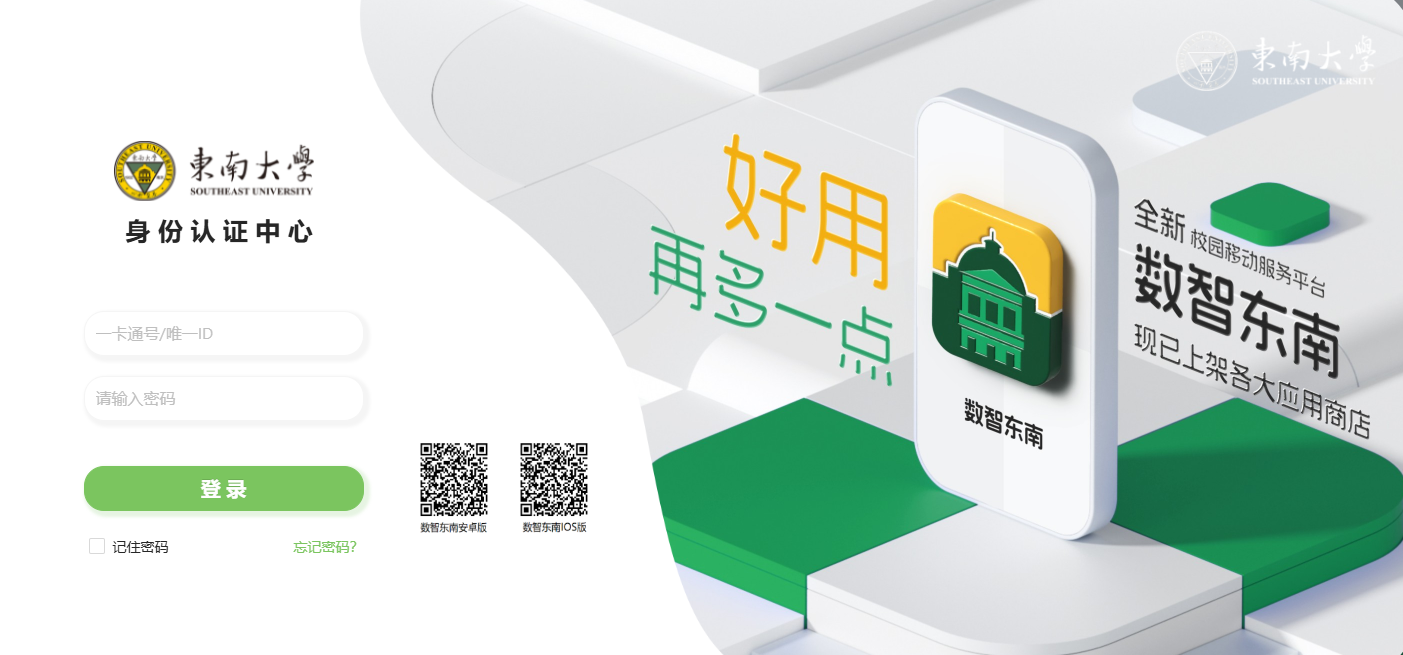 東南大學
SOUTHEAST UNIVERSITY
身份认证中心
一卡通号/唯一ID
请输入密码
登录
记住密码
忘记密码?
数智东南安卓版
数智东南IOS版
好用
再多一点
数智东南
東南大學
SOUTHEAST UNIVERSITY
全新 校园移动服务平台
数智东南
现已上架各大应用商店